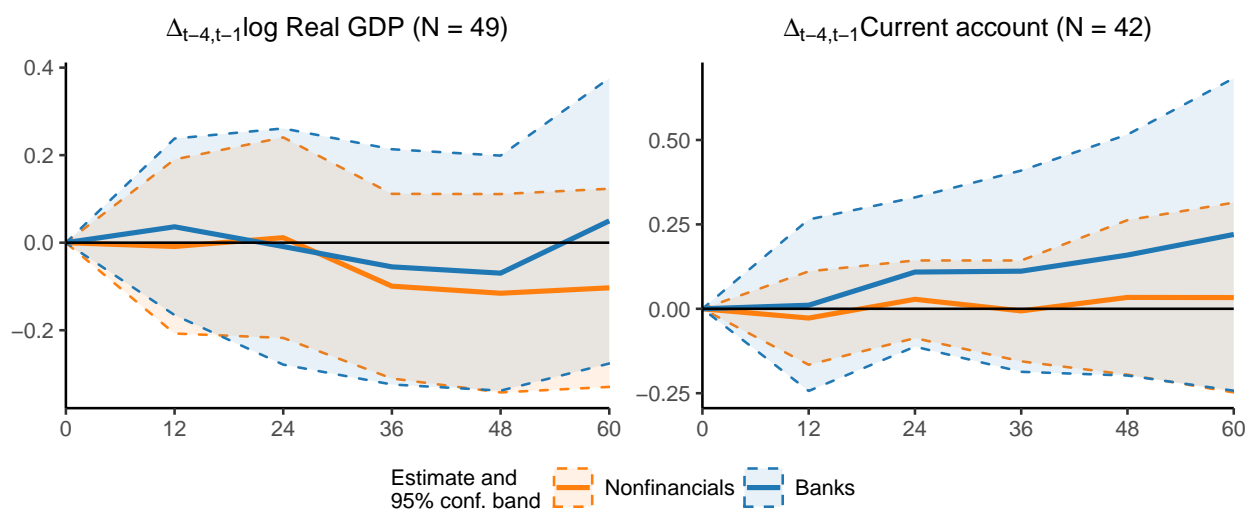 Δt−4,t−1log Real GDP (N = 49)
0.4
0.2
0.0
−0.2
0 12 24 36 48 60
Δt−4,t−1Current account (N = 42)
0.50
0.25
0.00
−0.25
0 12 24 36 48 60
Estimate and
95% conf. band
Nonfinancials
Banks